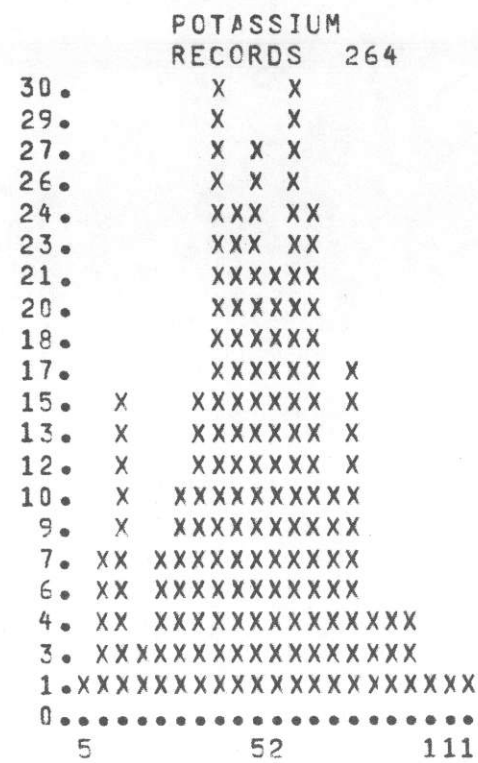 POTASSIUM
        RECORDS  264
30.       X   X
29.       X   X
27.       X X X
26.       X X X
24.       XXX XX
23.       XXX XX
21.       XXXXXX
20.       XXXXXX
18.       XXXXXX
17.       XXXXXX X
15.  X   XXXXXXX X
13.  X   XXXXXXX X
12.  X   XXXXXXX X
10.  X  XXXXXXXXXX
 9.  X  XXXXXXXXXX
 7. XX XXXXXXXXXXX
 6. XX XXXXXXXXXXX
 4. XX XXXXXXXXXXXXXX
 3. XXXXXXXXXXXXXXXXX
 1.XXXXXXXXXXXXXXXXXXXXX
 0......................
   5        52       111